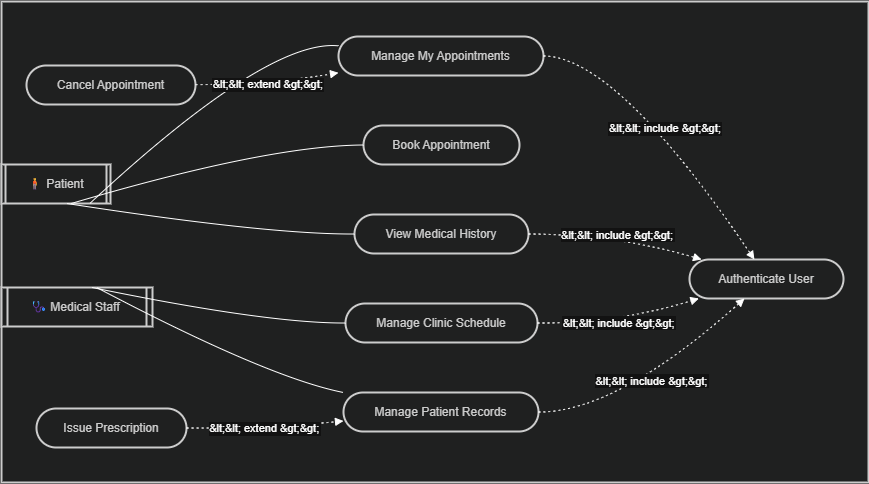 Manage My Appointments
Cancel Appointment
&lt;&lt; extend &gt;&gt;
&lt;&lt; include &gt;&gt;
Book Appointment
Patient
View Medical History
&lt;&lt; include &gt;&gt;
Authenticate User
Medical Staff
Manage Clinic Schedule
&lt;&lt; include &gt;&gt;
&lt;&lt; include &gt;&gt;
Manage Patient Records
Issue Prescription
&lt;&lt; extend &gt;&gt;